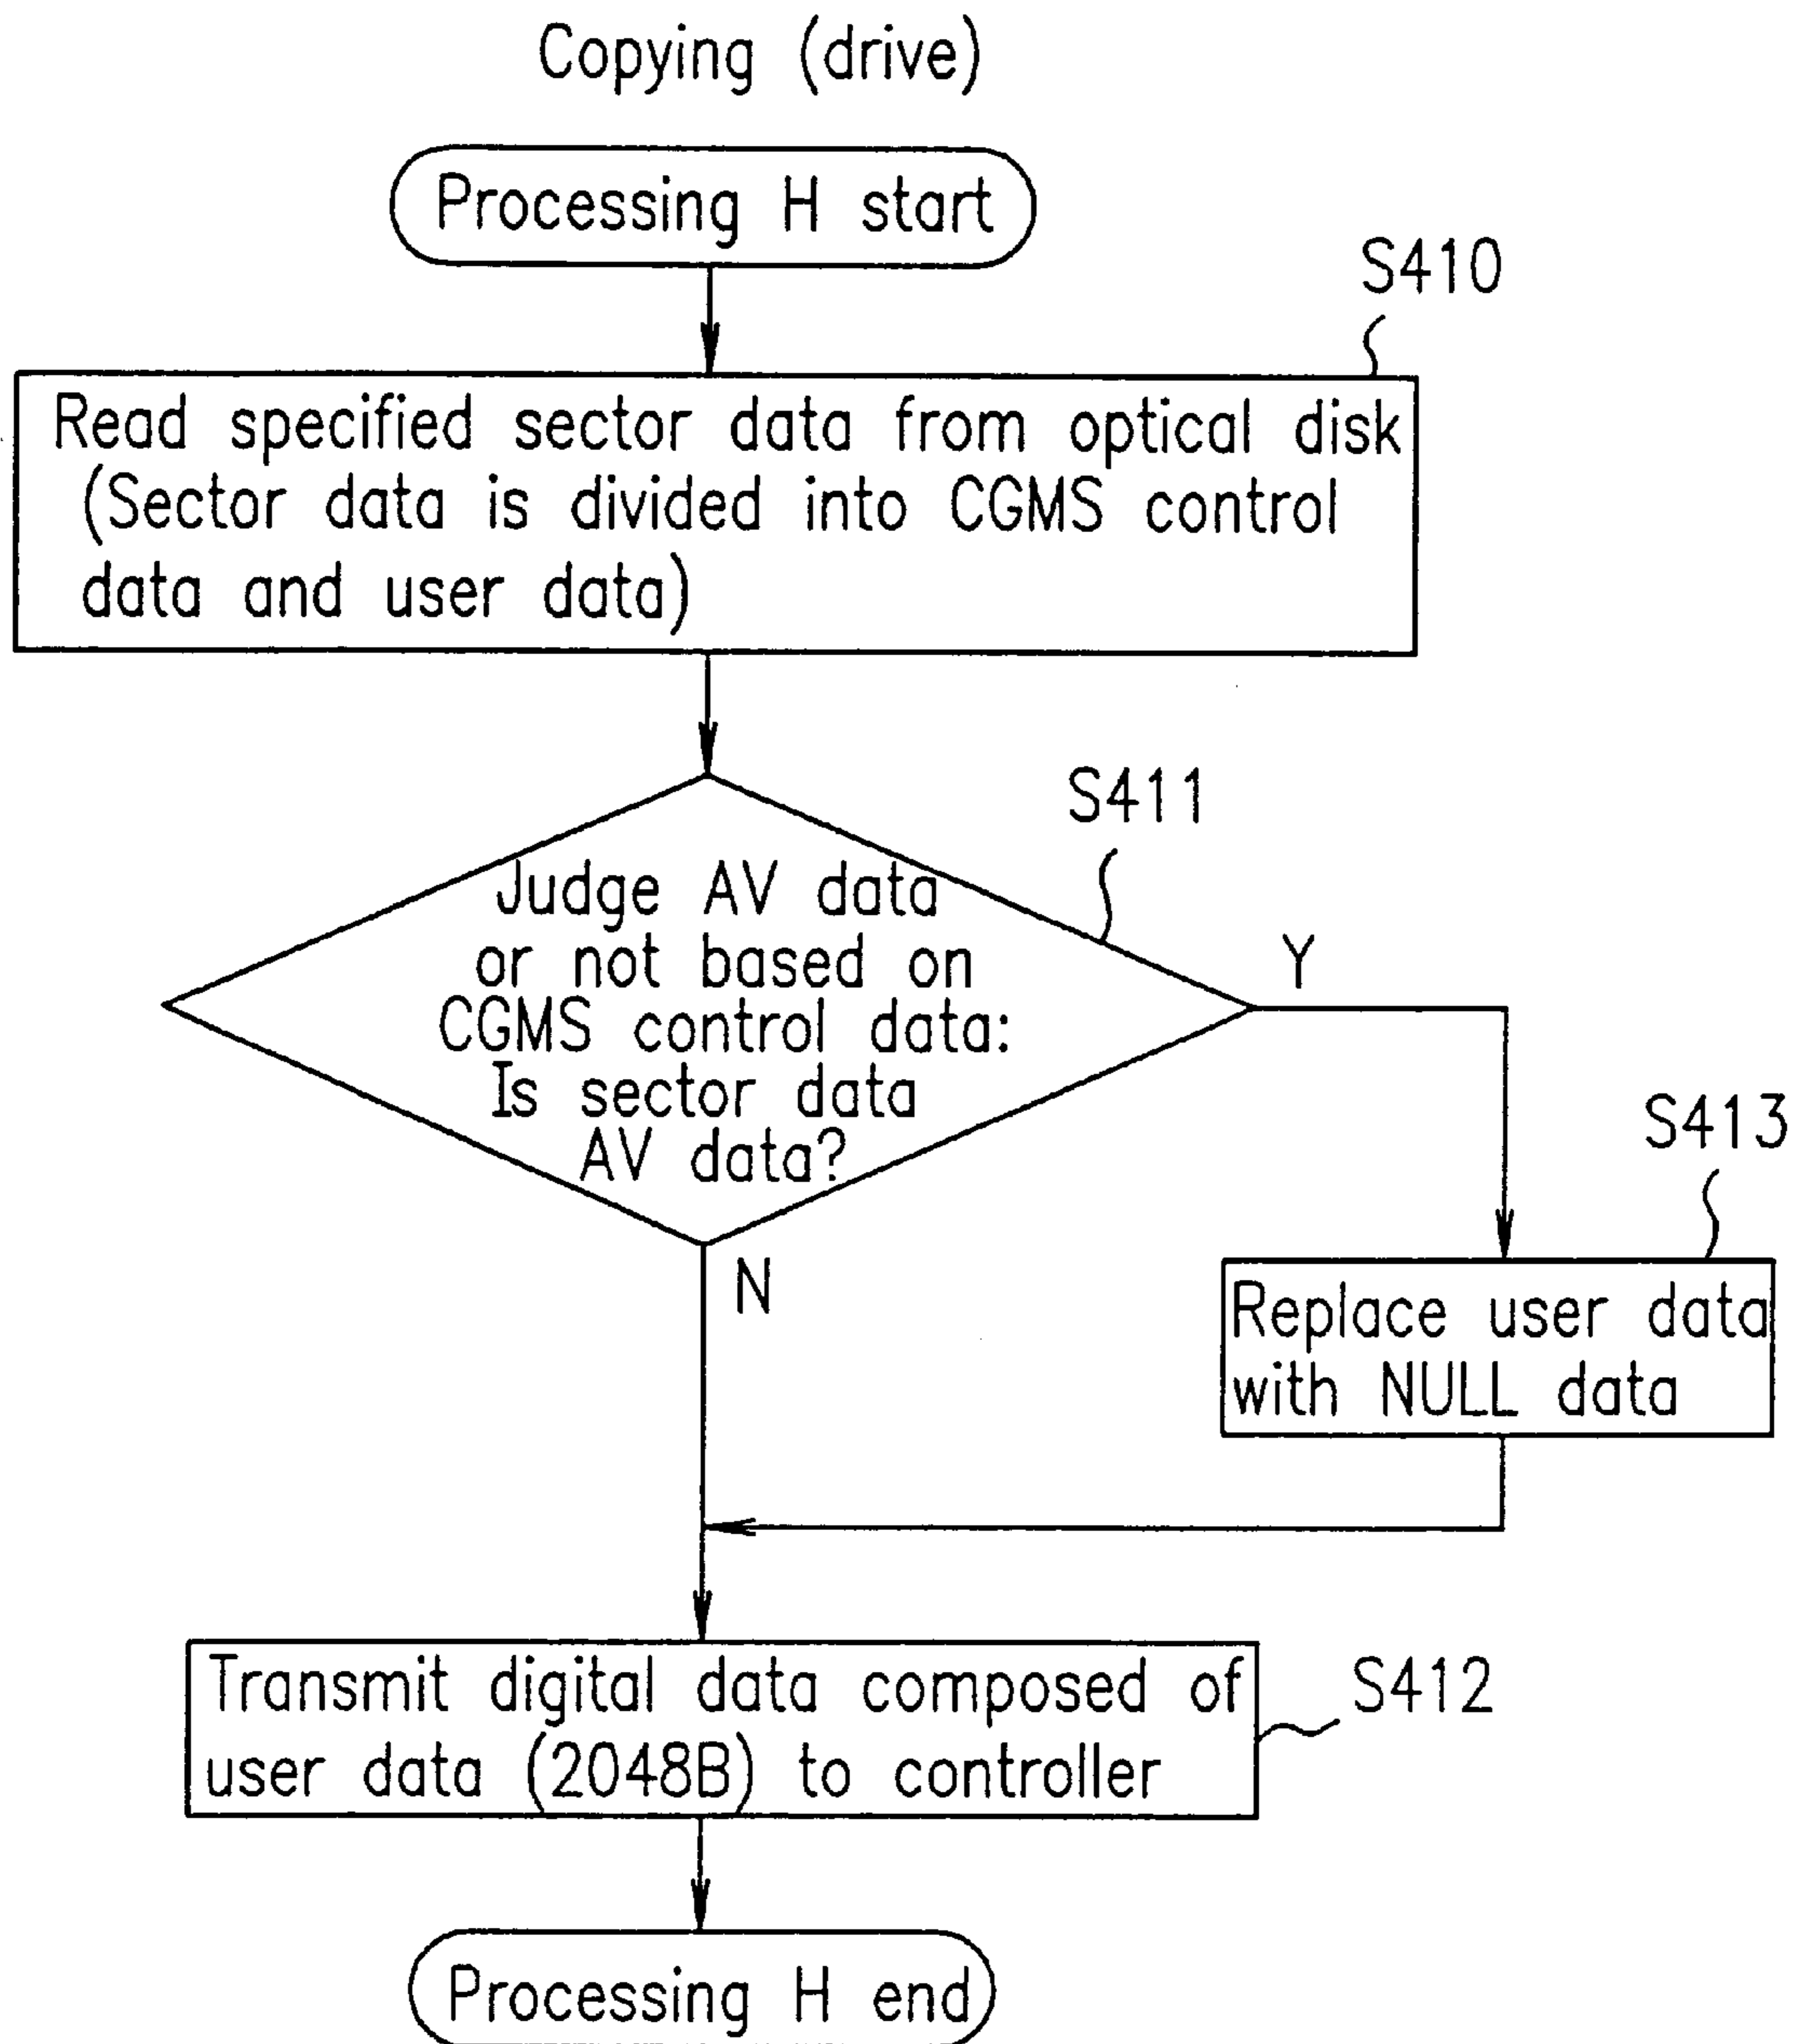 Copying (drive)
Processing H start
S410
Read specified sector data from optical disk
(Sector data is divided into CGMS control
data and user data)
S411
Judge AV data
or not based on
CGMS control data:
Is sector data
AV data?
Y
S413
N
Replace user data
with NULL data
Transmit digital data composed of
user data (2048B) to controller
S412
Processing H end